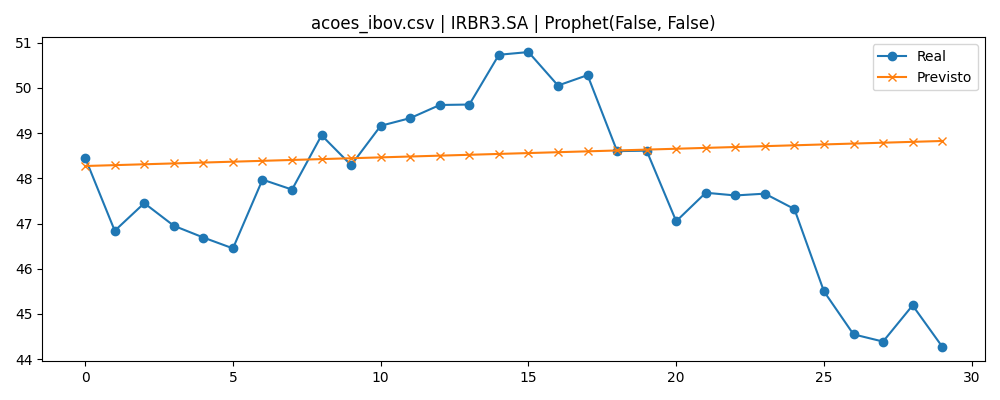 acoes_ibov.csv | IRBR3.SA | Prophet(False, False)
Real
Previsto
51
50
49
48
47
46
45
44
0 5 10 15 20 25 30